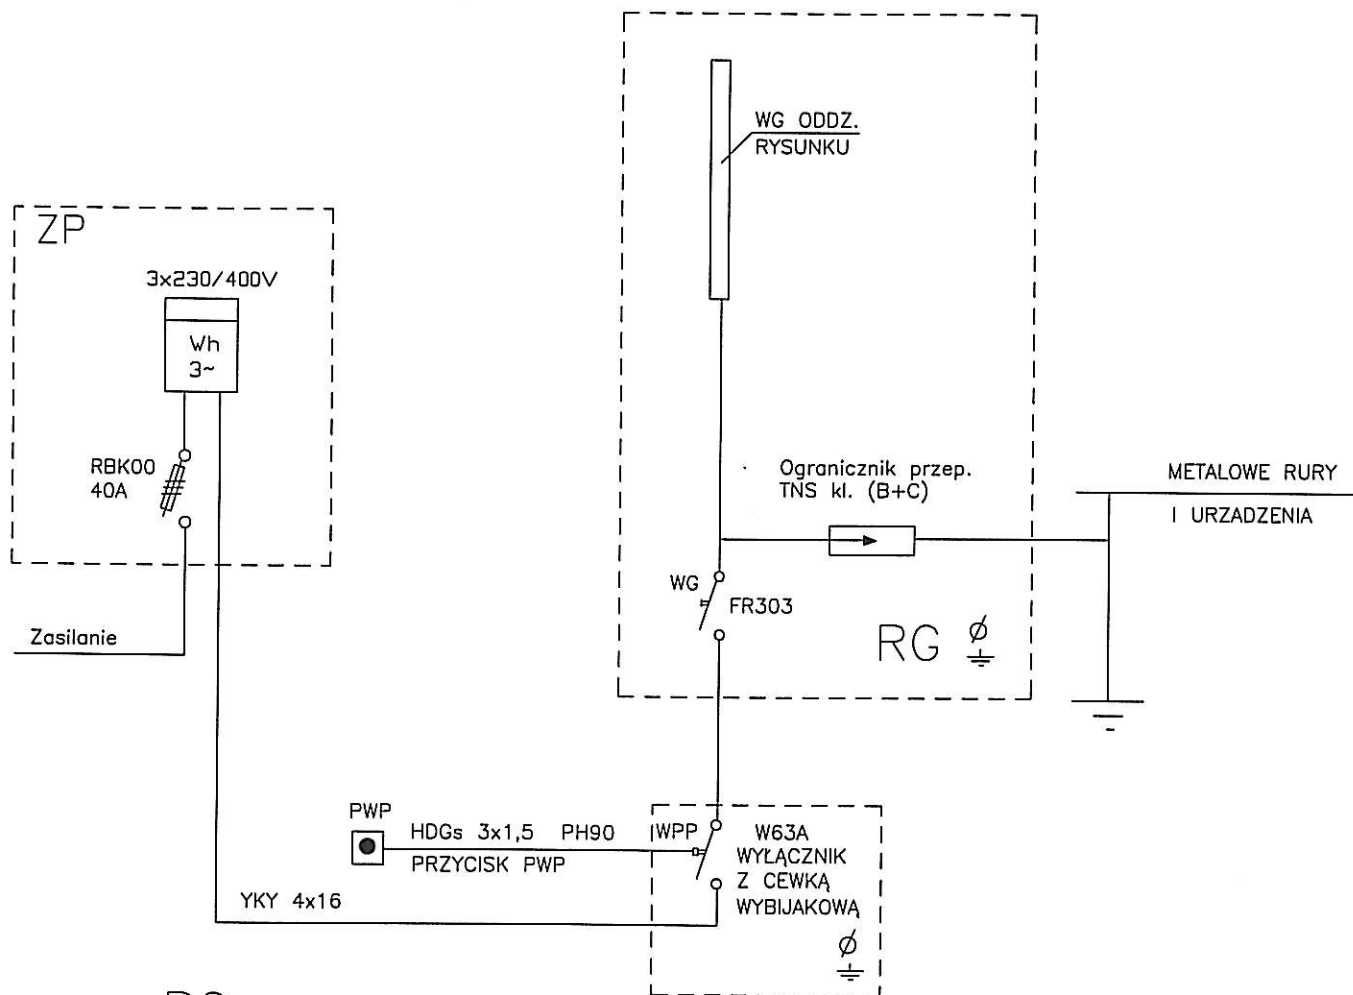 WG ODDZ.
RYSUNKU
ZP
3x230/400V
Wh
3~
RBK00
40A
Zasilanie
Ogranicznik przep.
TNS kl. (B+C)
METALOWE RURY
I URZADZENIA
WG
FR303
RG
PWP
HDGs 3x1,5 PH90
PRZYCISK PWP
WPP
W63A
WYŁĄCZNIK
Z CEWKĄ
WYBIJAKOWĄ
YKY 4x16